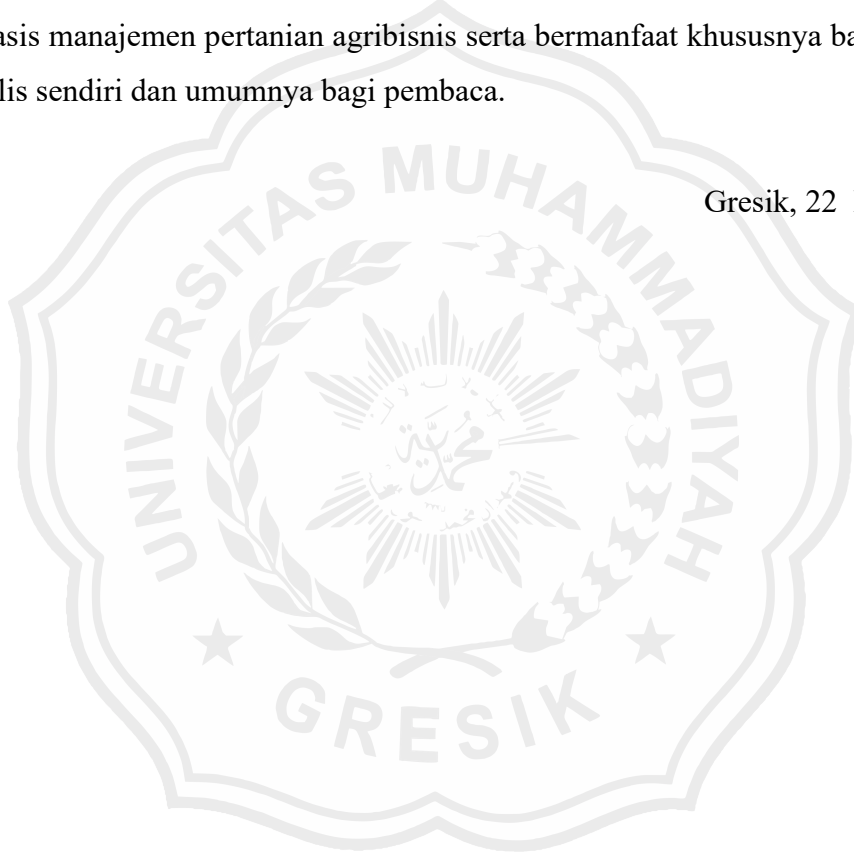 asis manajemen pertanian agribisnis serta bermanfaat khususnya ba
lis sendiri dan umumnya bagi pembaca.
Gresik, 22
UNIVERSITAS MUHAMMADIYAH
GRESIK